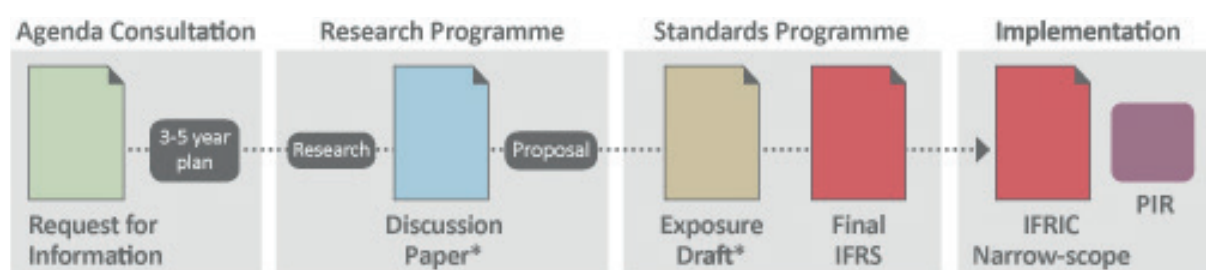 Agenda Consultation
Research Programme
Standards Programme
Implementation
3-5 year
plan
Research
Proposal
Request for
Information
Discussion
Paper*
Exposure
Draft*
Final
IFRS
IFRIC
Narrow-scope
PIR